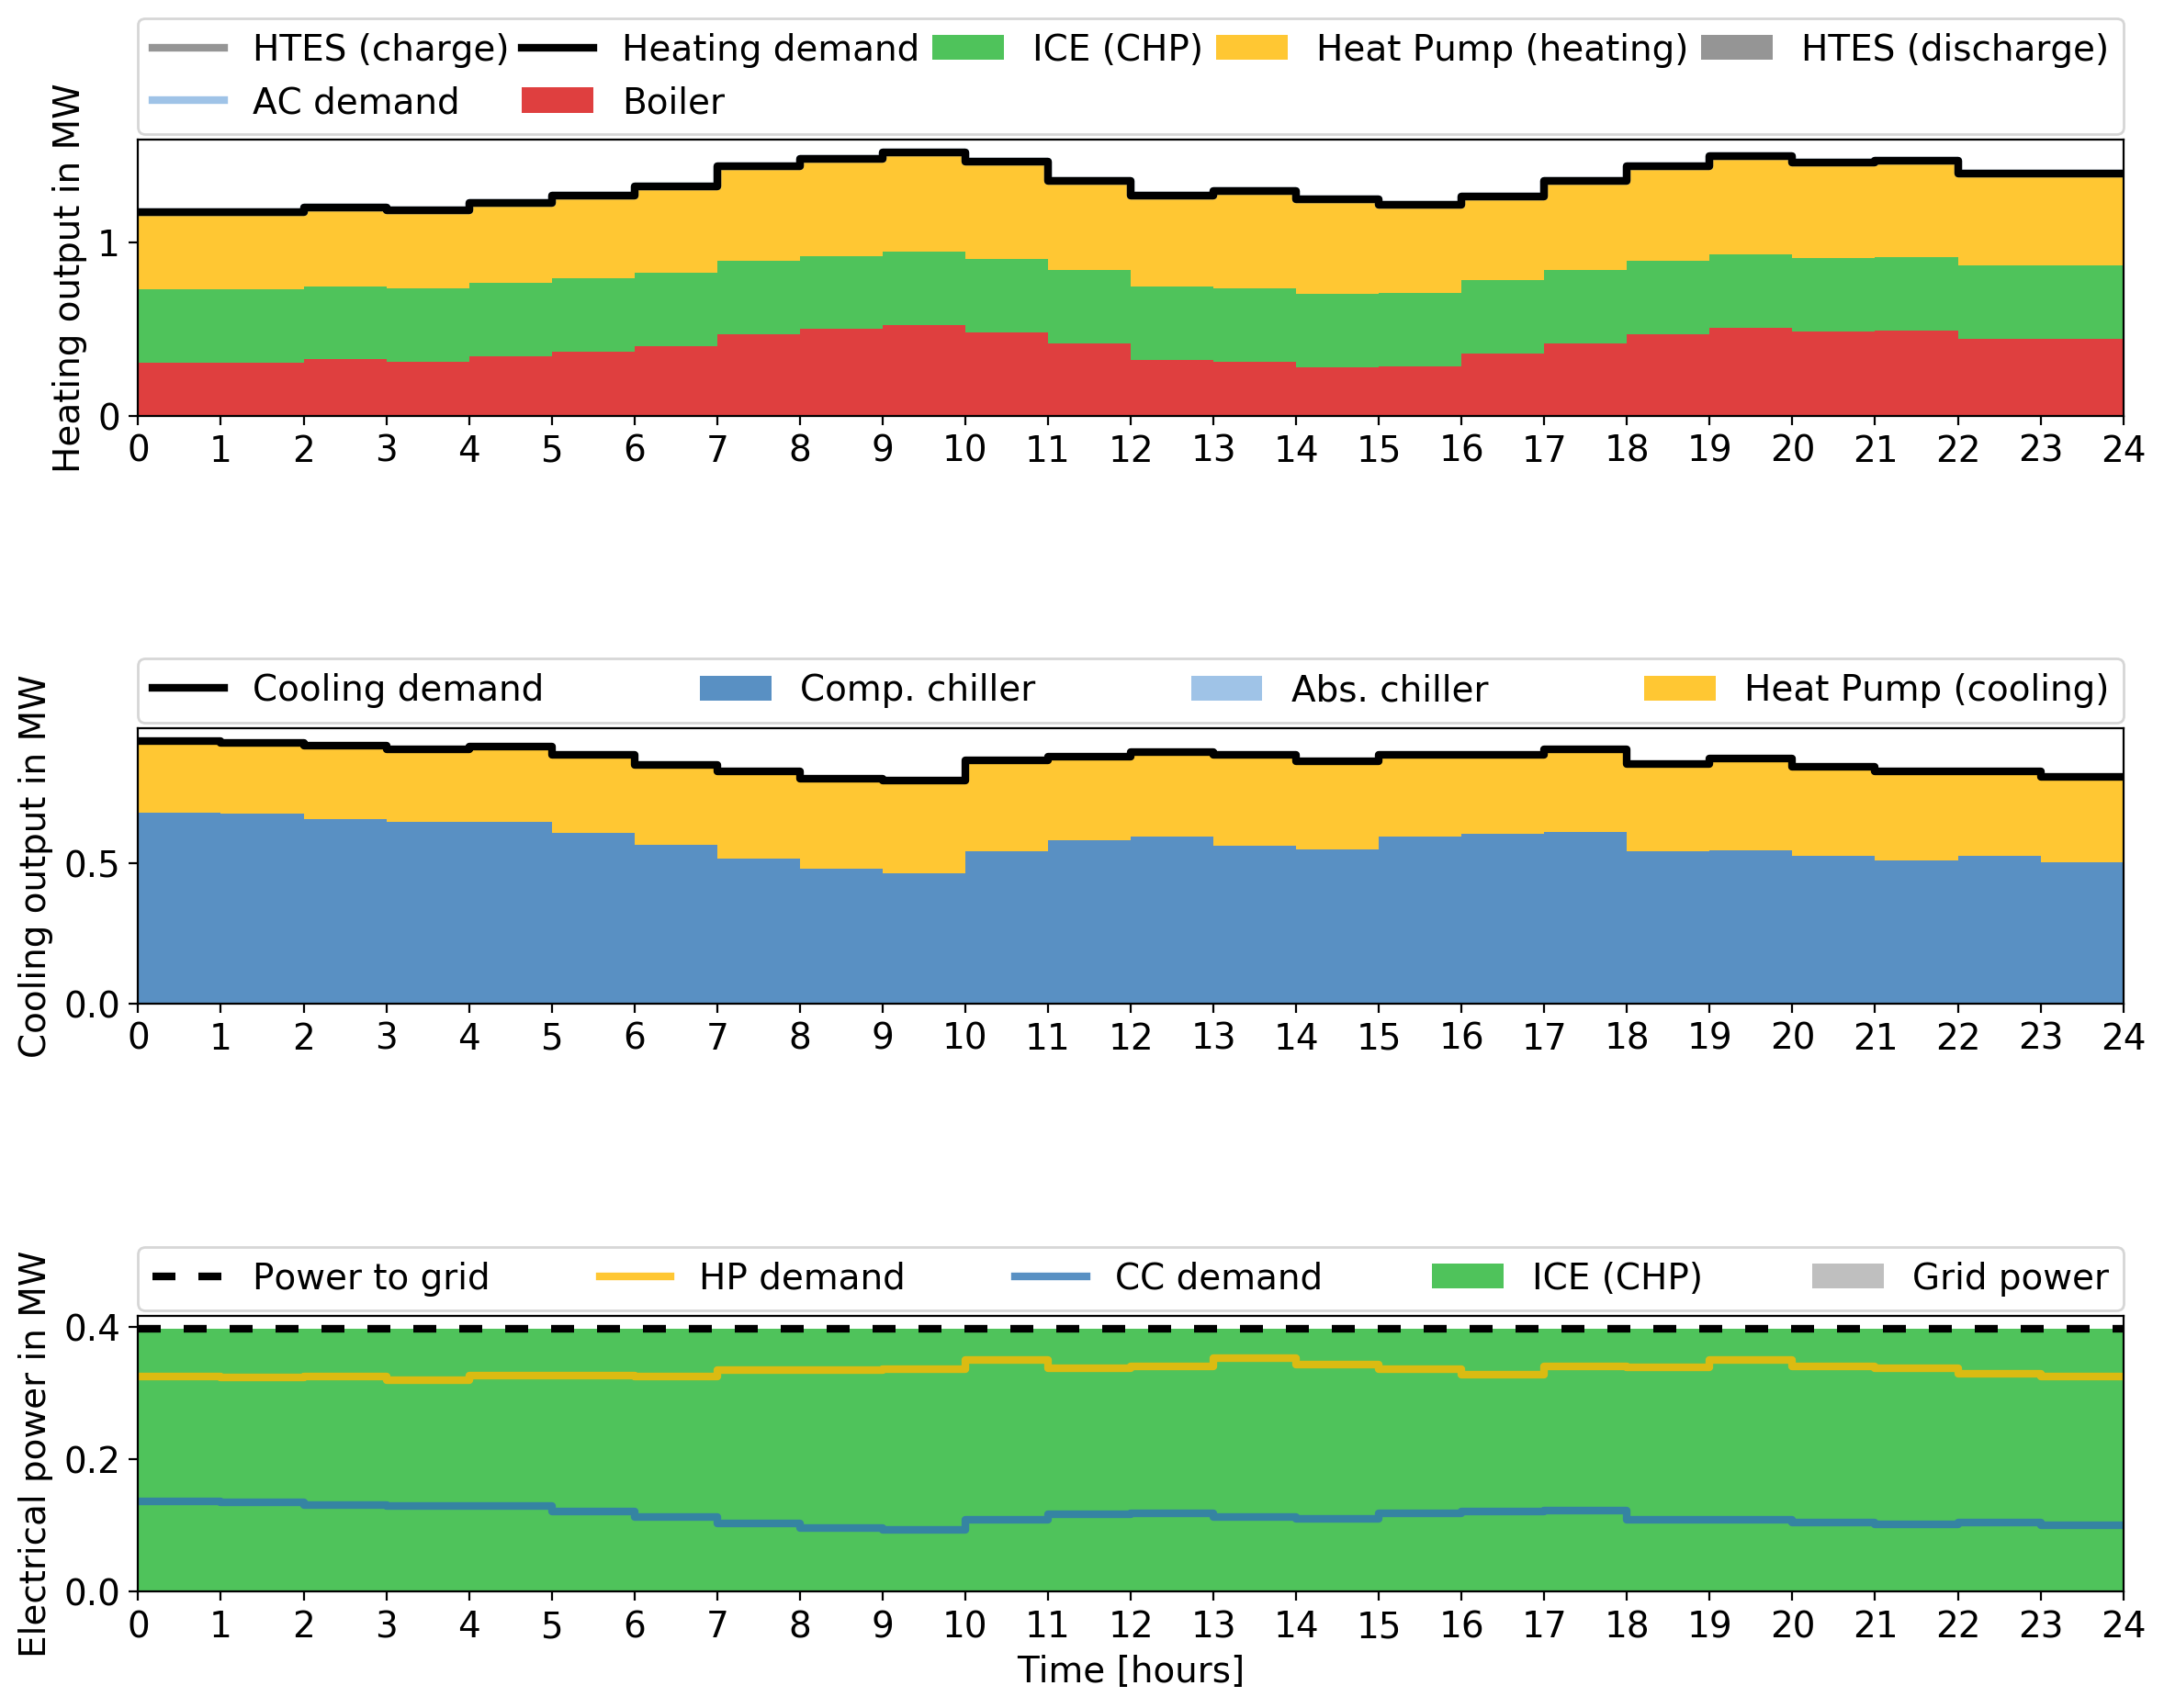 HTES (charge) Heating demand ICE (CHP) Heat Pump (heating) HTES (discharge)
AC demand Boiler
Heating output in MW
1
0
0 1 2 3 4 5 6 7 8 9 10 11 12 13 14 15 16 17 18 19 20 21 22 23 24
Cooling demand Comp. chiller Abs. chiller Heat Pump (cooling)
Cooling output in MW
0.5
0.0
0 1 2 3 4 5 6 7 8 9 10 11 12 13 14 15 16 17 18 19 20 21 22 23 24
Power to grid HP demand CC demand ICE (CHP) Grid power
Electrical power in MW
0.4
0.2
0.0
0 1 2 3 4 5 6 7 8 9 10 11 12 13 14 15 16 17 18 19 20 21 22 23 24
Time [hours]